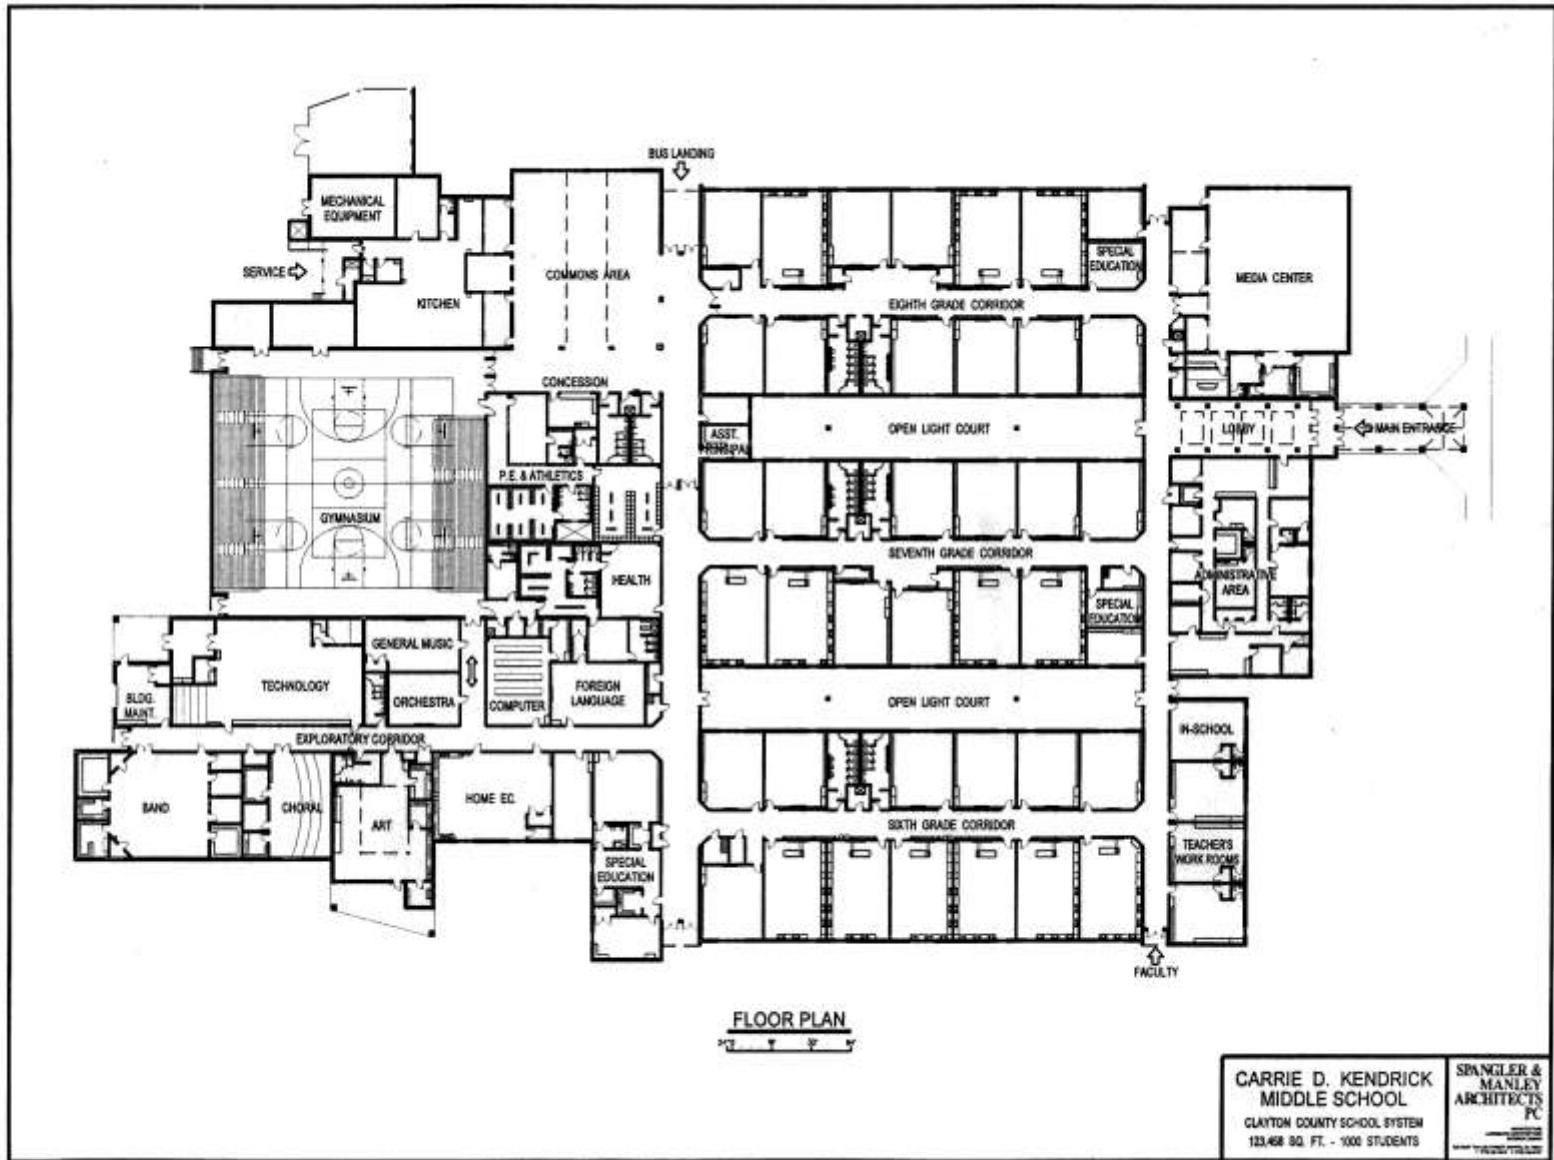 BUS LANDING
MECHANICAL
EQUIPMENT
SERVICE
KITCHEN
COMMONS AREA
SPECIAL
EDUCATION
MEDIA CENTER
EIGHTH GRADE CORRIDOR
CONCESSION
ASST.
PRINCIPAL
OPEN LIGHT COURT
LOBBY
MAIN ENTRANCE
P.E. & ATHLETICS
GYMNASIUM
SEVENTH GRADE CORRIDOR
HEALTH
ADMINISTRATIVE
AREA
SPECIAL
EDUCATION
GENERAL MUSIC
TECHNOLOGY
ORCHESTRA
BLDG.
MAINT.
COMPUTER
FOREIGN
LANGUAGE
OPEN LIGHT COURT
EXPLORATORY CORRIDOR
IN-SCHOOL
BAND
CHORAL
ART
HOME EC.
SIXTH GRADE CORRIDOR
SPECIAL
EDUCATION
TEACHER'S
WORK ROOMS
FACULTY
FLOOR PLAN
CARRIE D. KENDRICK
MIDDLE SCHOOL
CLAYTON COUNTY SCHOOL SYSTEM
123,458 SQ. FT. - 1000 STUDENTS
SPANGLER &
MANLEY
ARCHITECTS
PC